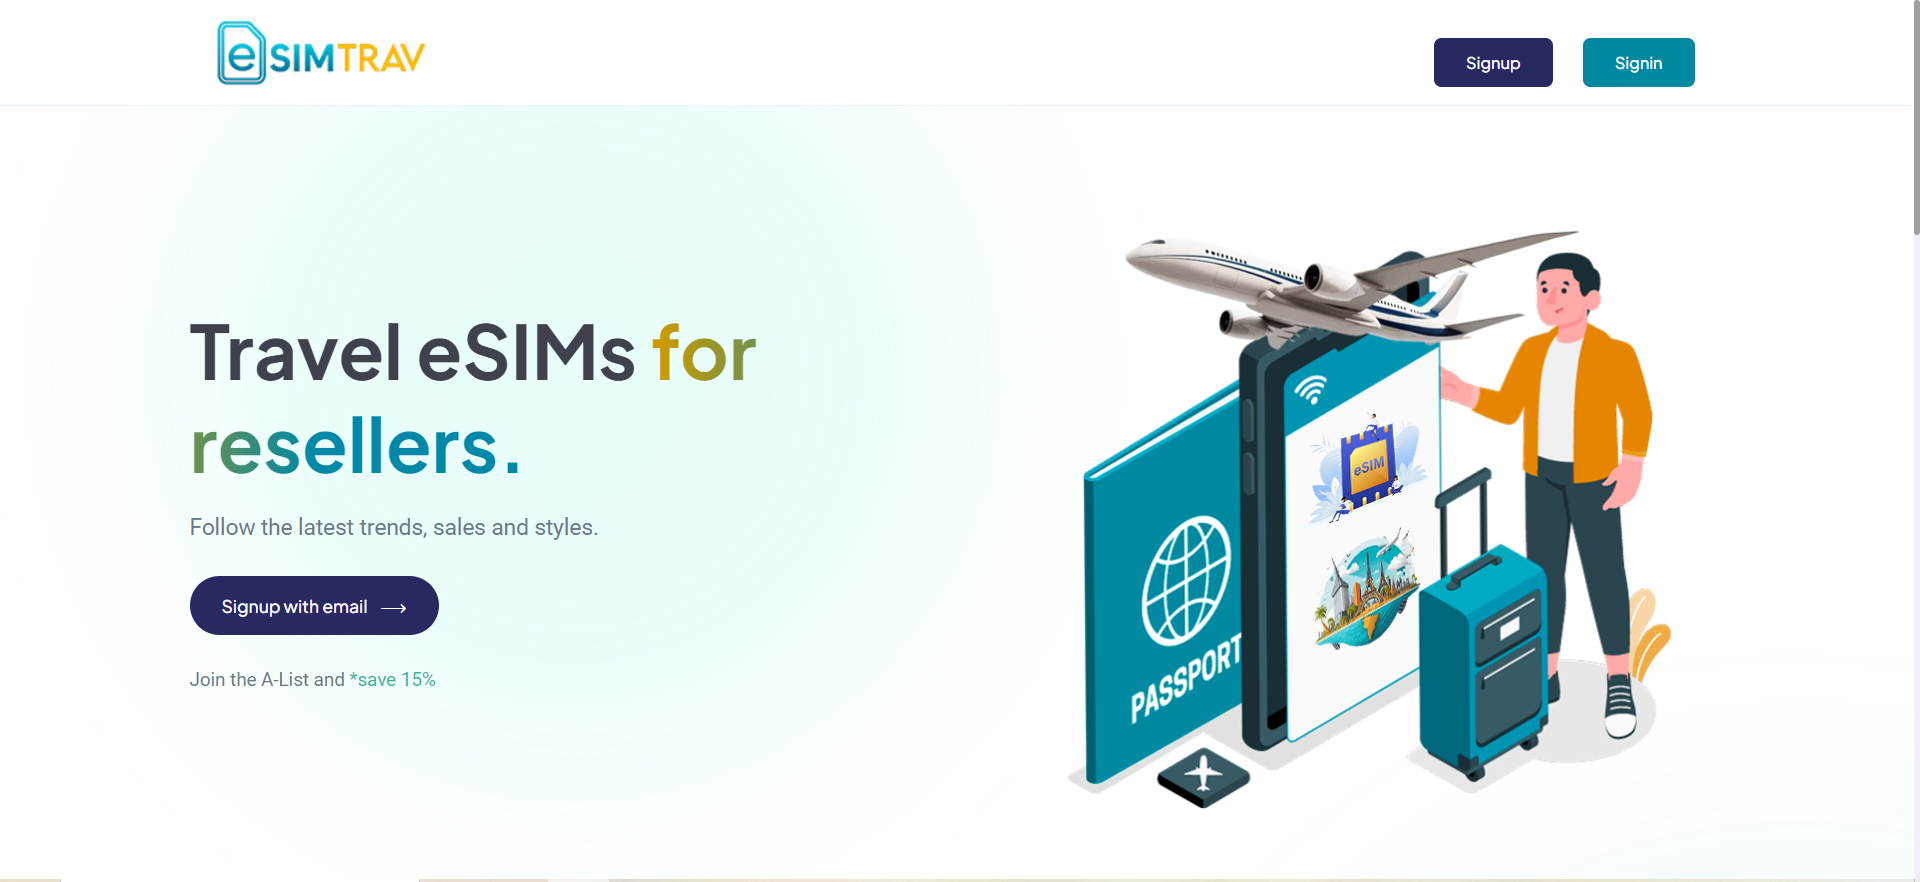 eSIMTRAV
Signup
Signin
Travel eSIMs for
resellers.
Follow the latest trends, sales and styles.
Signup with email
Join the A-List and *save 15%
eSIM
PASSPORT